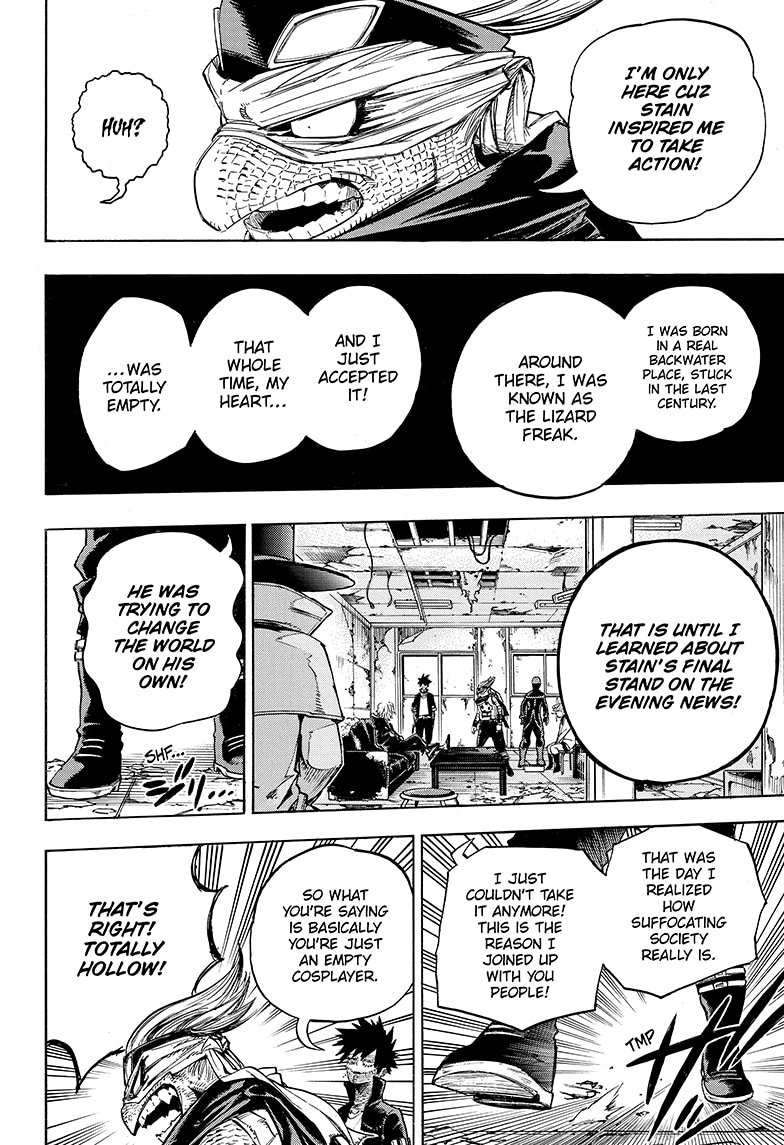 I'M ONLY
HERE CUZ
STAIN
INSPIRED ME
TO TAKE
ACTION!
HUH?
I WAS BORN
IN A REAL
BACKWATER
PLACE, STUCK
IN THE LAST
CENTURY.
AROUND
THERE, I WAS
KNOWN AS
THE LIZARD
FREAK.
AND I
JUST
ACCEPTED
IT!
THAT
WHOLE
TIME, MY
HEART...
...WAS
TOTALLY
EMPTY.
THAT IS UNTIL I
LEARNED ABOUT
STAIN'S FINAL
STAND ON THE
EVENING NEWS!
HE WAS
TRYING TO
CHANGE
THE WORLD
ON HIS
OWN!
SHF...
ズリ...
THAT WAS
THE DAY I
REALIZED
HOW
SUFFOCATING
SOCIETY
REALLY IS.
I JUST
COULDN'T TAKE
IT ANYMORE!
THIS IS THE
REASON I
JOINED UP
WITH YOU
PEOPLE!
TMP
SO WHAT
YOU'RE SAYING
IS BASICALLY
YOU'RE JUST
AN EMPTY
COSPLAYER.
THAT'S
RIGHT!
TOTALLY
HOLLOW!